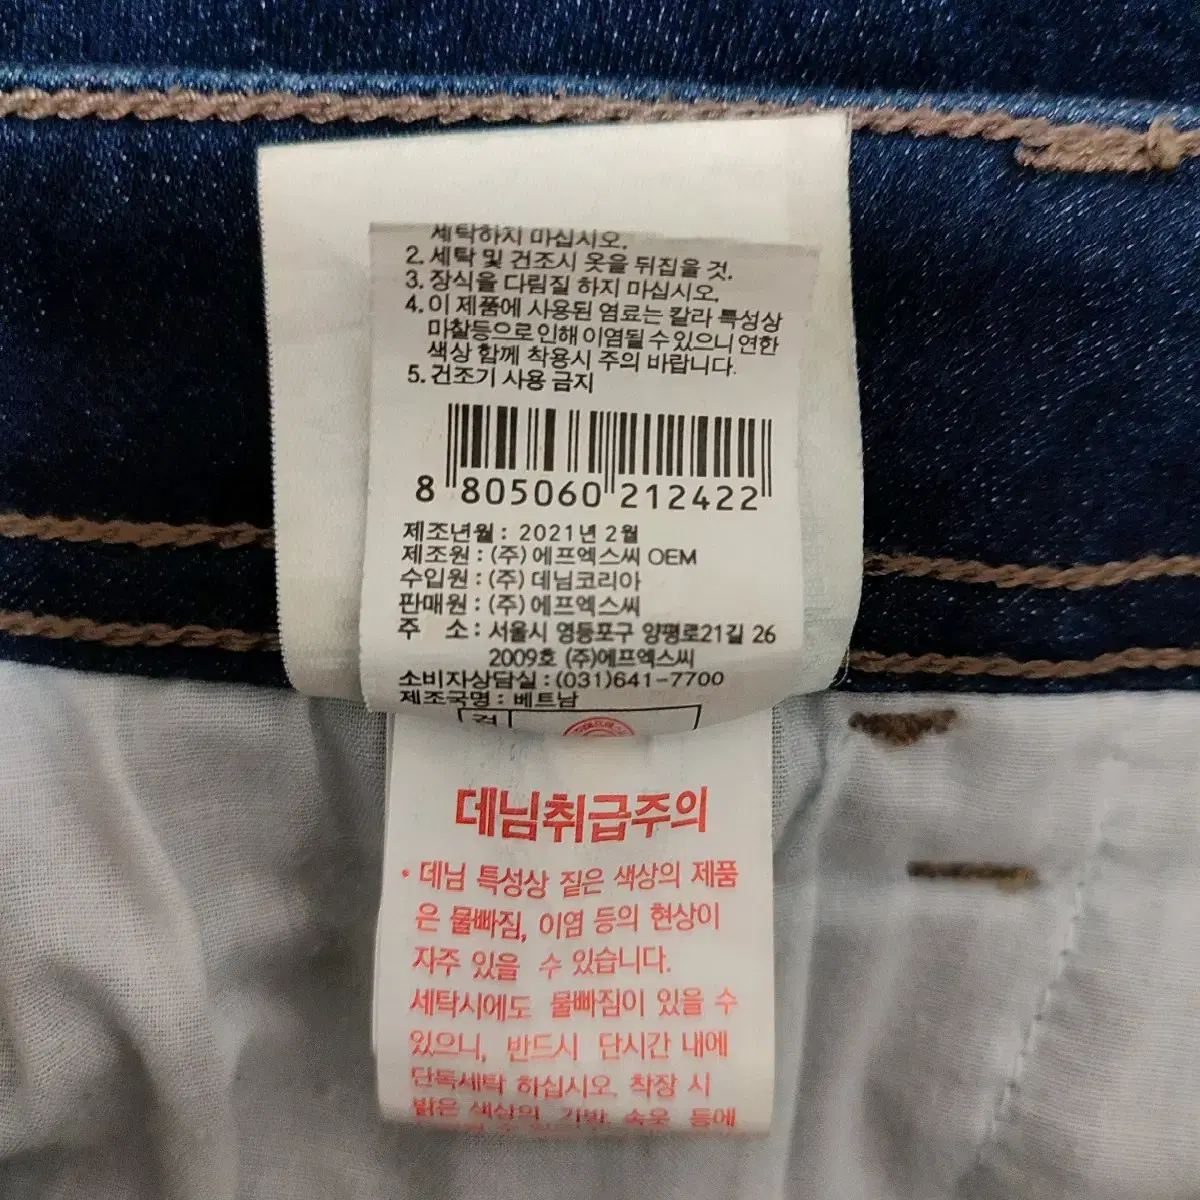 세탁하지 마십시오.
2. 세탁 및 건조시 옷을 뒤집을 것.
3. 장식을 다림질 하지 마십시오.
4. 이 제품에 사용된 염료는 칼라 특성상
마찰등으로 인해 이염될 수 있으니 연한
색상 함께 착용시 주의 바랍니다.
5. 건조기 사용 금지
8 805060 212422
제조년월 : 2021년 2월
제조원 : (주) 에프엑스씨 OEM
수입원 : (주) 데님코리아
판매원 : (주) 에프엑스씨
주 소 : 서울시 영등포구 양평로21길 26
2009호 (주)에프엑스씨
소비자상담실 : (031)641-7700
제조국명 : 베트남
데님취급주의
• 데님 특성상 짙은 색상의 제품
은 물빠짐, 이염 등의 현상이
자주 있을 수 있습니다.
세탁시에도 물빠짐이 있을 수
있으니, 반드시 단시간 내에
단독세탁 하십시오. 착장 시
밝은 색상의 가방, 속옷 등에